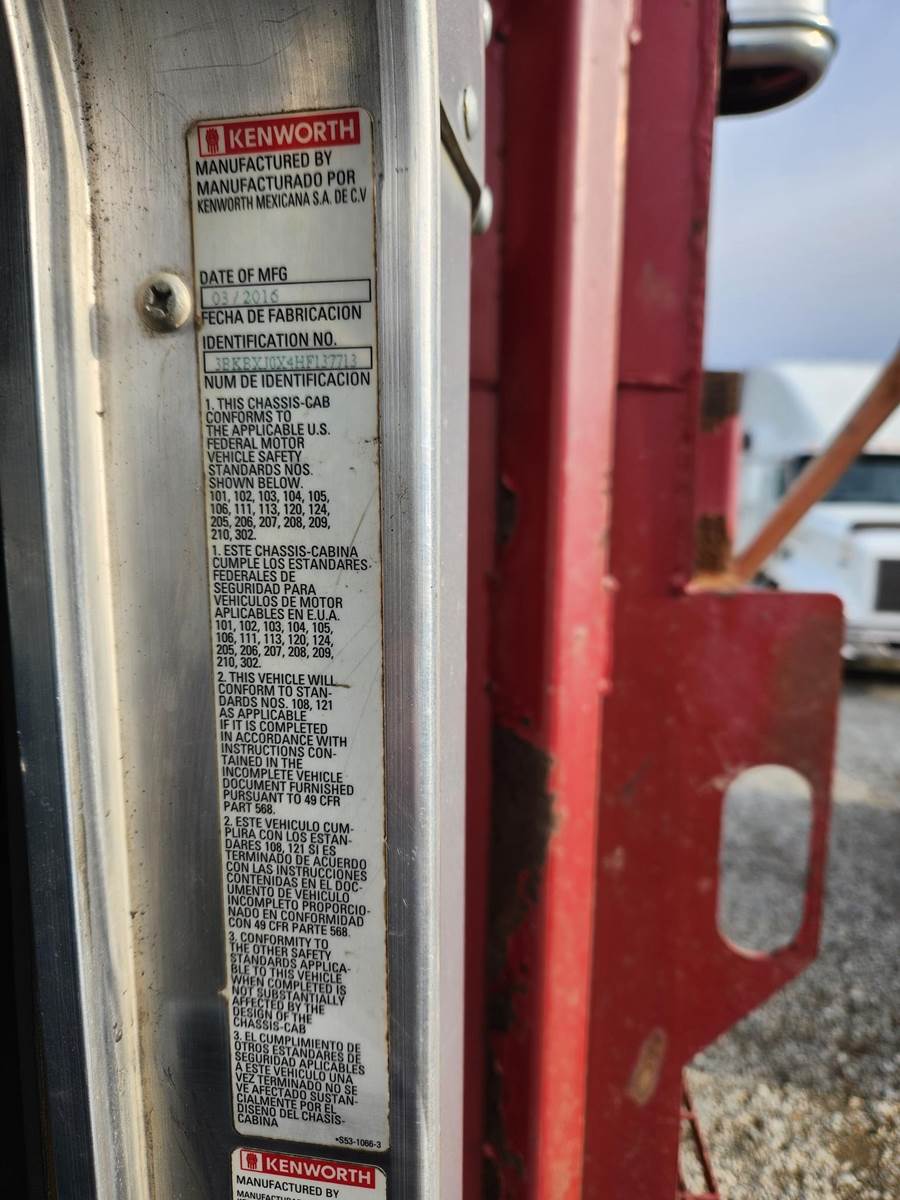 KENWORTH
MANUFACTURED BY
MANUFACTURADO POR
KENWORTH MEXICANA S.A. DE C.V
DATE OF MFG
03/2016
FECHA DE FABRICACION
IDENTIFICATION NO.
3BKBXJ0X4HF137713
NUM DE IDENTIFICACION
1. THIS CHASSIS-CAB
CONFORMS TO
THE APPLICABLE U.S.
FEDERAL MOTOR
VEHICLE SAFETY
STANDARDS NOS.
SHOWN BELOW.
101, 102, 103, 104, 105,
106, 111, 113, 120, 124,
205, 206, 207, 208, 209,
210, 302.
1. ESTE CHASSIS-CABINA
CUMPLE LOS ESTANDARES
FEDERALES DE
SEGURIDAD PARA
VEHICULOS DE MOTOR
APLICABLES EN E.U.A.
101, 102, 103, 104, 105,
106, 111, 113, 120, 124,
205, 206, 207, 208, 209,
210, 302.
2. THIS VEHICLE WILL
CONFORM TO STAN-
DARDS NOS. 108, 121
AS APPLICABLE
IF IT IS COMPLETED
IN ACCORDANCE WITH
INSTRUCTIONS CON-
TAINED IN THE
INCOMPLETE VEHICLE
DOCUMENT FURNISHED
PURSUANT TO 49 CFR
PART 568.
2. ESTE VEHICULO CUM-
PLIRA CON LOS ESTAN-
DARES 108, 121 SI ES
TERMINADO DE ACUERDO
CON LAS INSTRUCCIONES
CONTENIDAS EN EL DOC-
UMENTO DE VEHICULO
INCOMPLETO PROPORCIO-
NADO EN CONFORMIDAD
CON 49 CFR PARTE 568.
3. CONFORMITY TO
THE OTHER SAFETY
STANDARDS APPLICA-
BLE TO THIS VEHICLE
WHEN COMPLETED IS
NOT SUBSTANTIALLY
AFFECTED BY THE
DESIGN OF THE
CHASSIS-CAB
3. EL CUMPLIMIENTO DE
OTROS ESTANDARES DE
SEGURIDAD APLICABLES
A ESTE VEHICULO UNA
VEZ TERMINADO NO SE
VE AFECTADO SUSTAN-
CIALMENTE POR EL
DISENO DEL CHASIS-
CABINA
*S53-1066-3
KENWORTH
MANUFACTURED BY
MANUFACTURADO POR